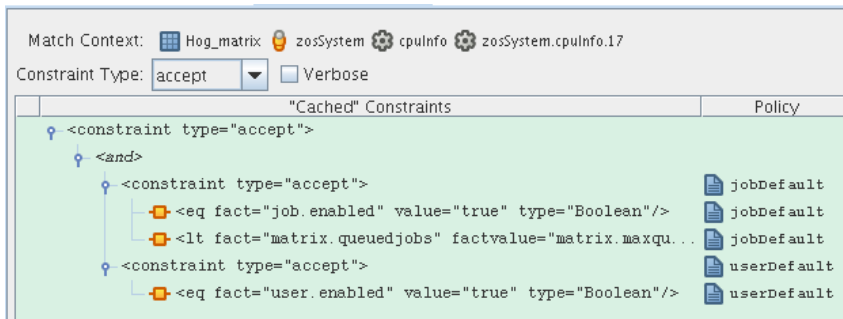 Match Context: Hog_matrix zosSystem cpuInfo zosSystem.cpuInfo.17
Constraint Type: accept Verbose
"Cached" Constraints Policy
<constraint type="accept">
<and>
<constraint type="accept"> jobDefault
<eq fact="job.enabled" value="true" type="Boolean"/> jobDefault
<lt fact="matrix.queuedjobs" factvalue="matrix.maxqu... jobDefault
<constraint type="accept"> userDefault
<eq fact="user.enabled" value="true" type="Boolean"/> userDefault